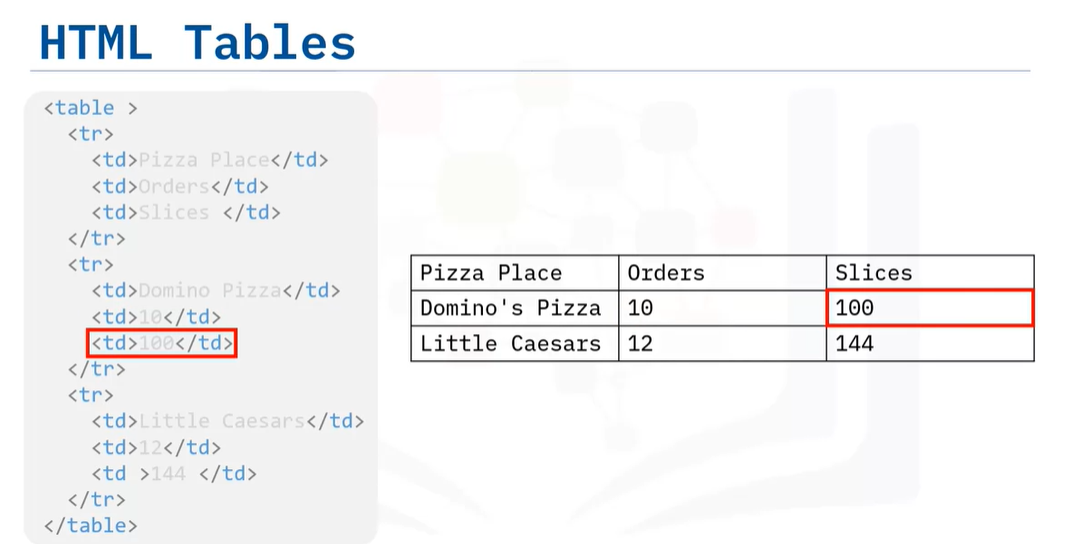 HTML Tables
<table >
<tr>
<td>Pizza Place</td>
<td>Orders</td>
<td>Slices </td>
</tr>
<tr>
<td>Domino Pizza</td>
<td>10</td>
<td>100</td>
</tr>
<tr>
<td>Little Caesars</td>
<td>12</td>
<td >144 </td>
</tr>
</table>
Pizza Place Orders Slices
Domino's Pizza 10 100
Little Caesars 12 144